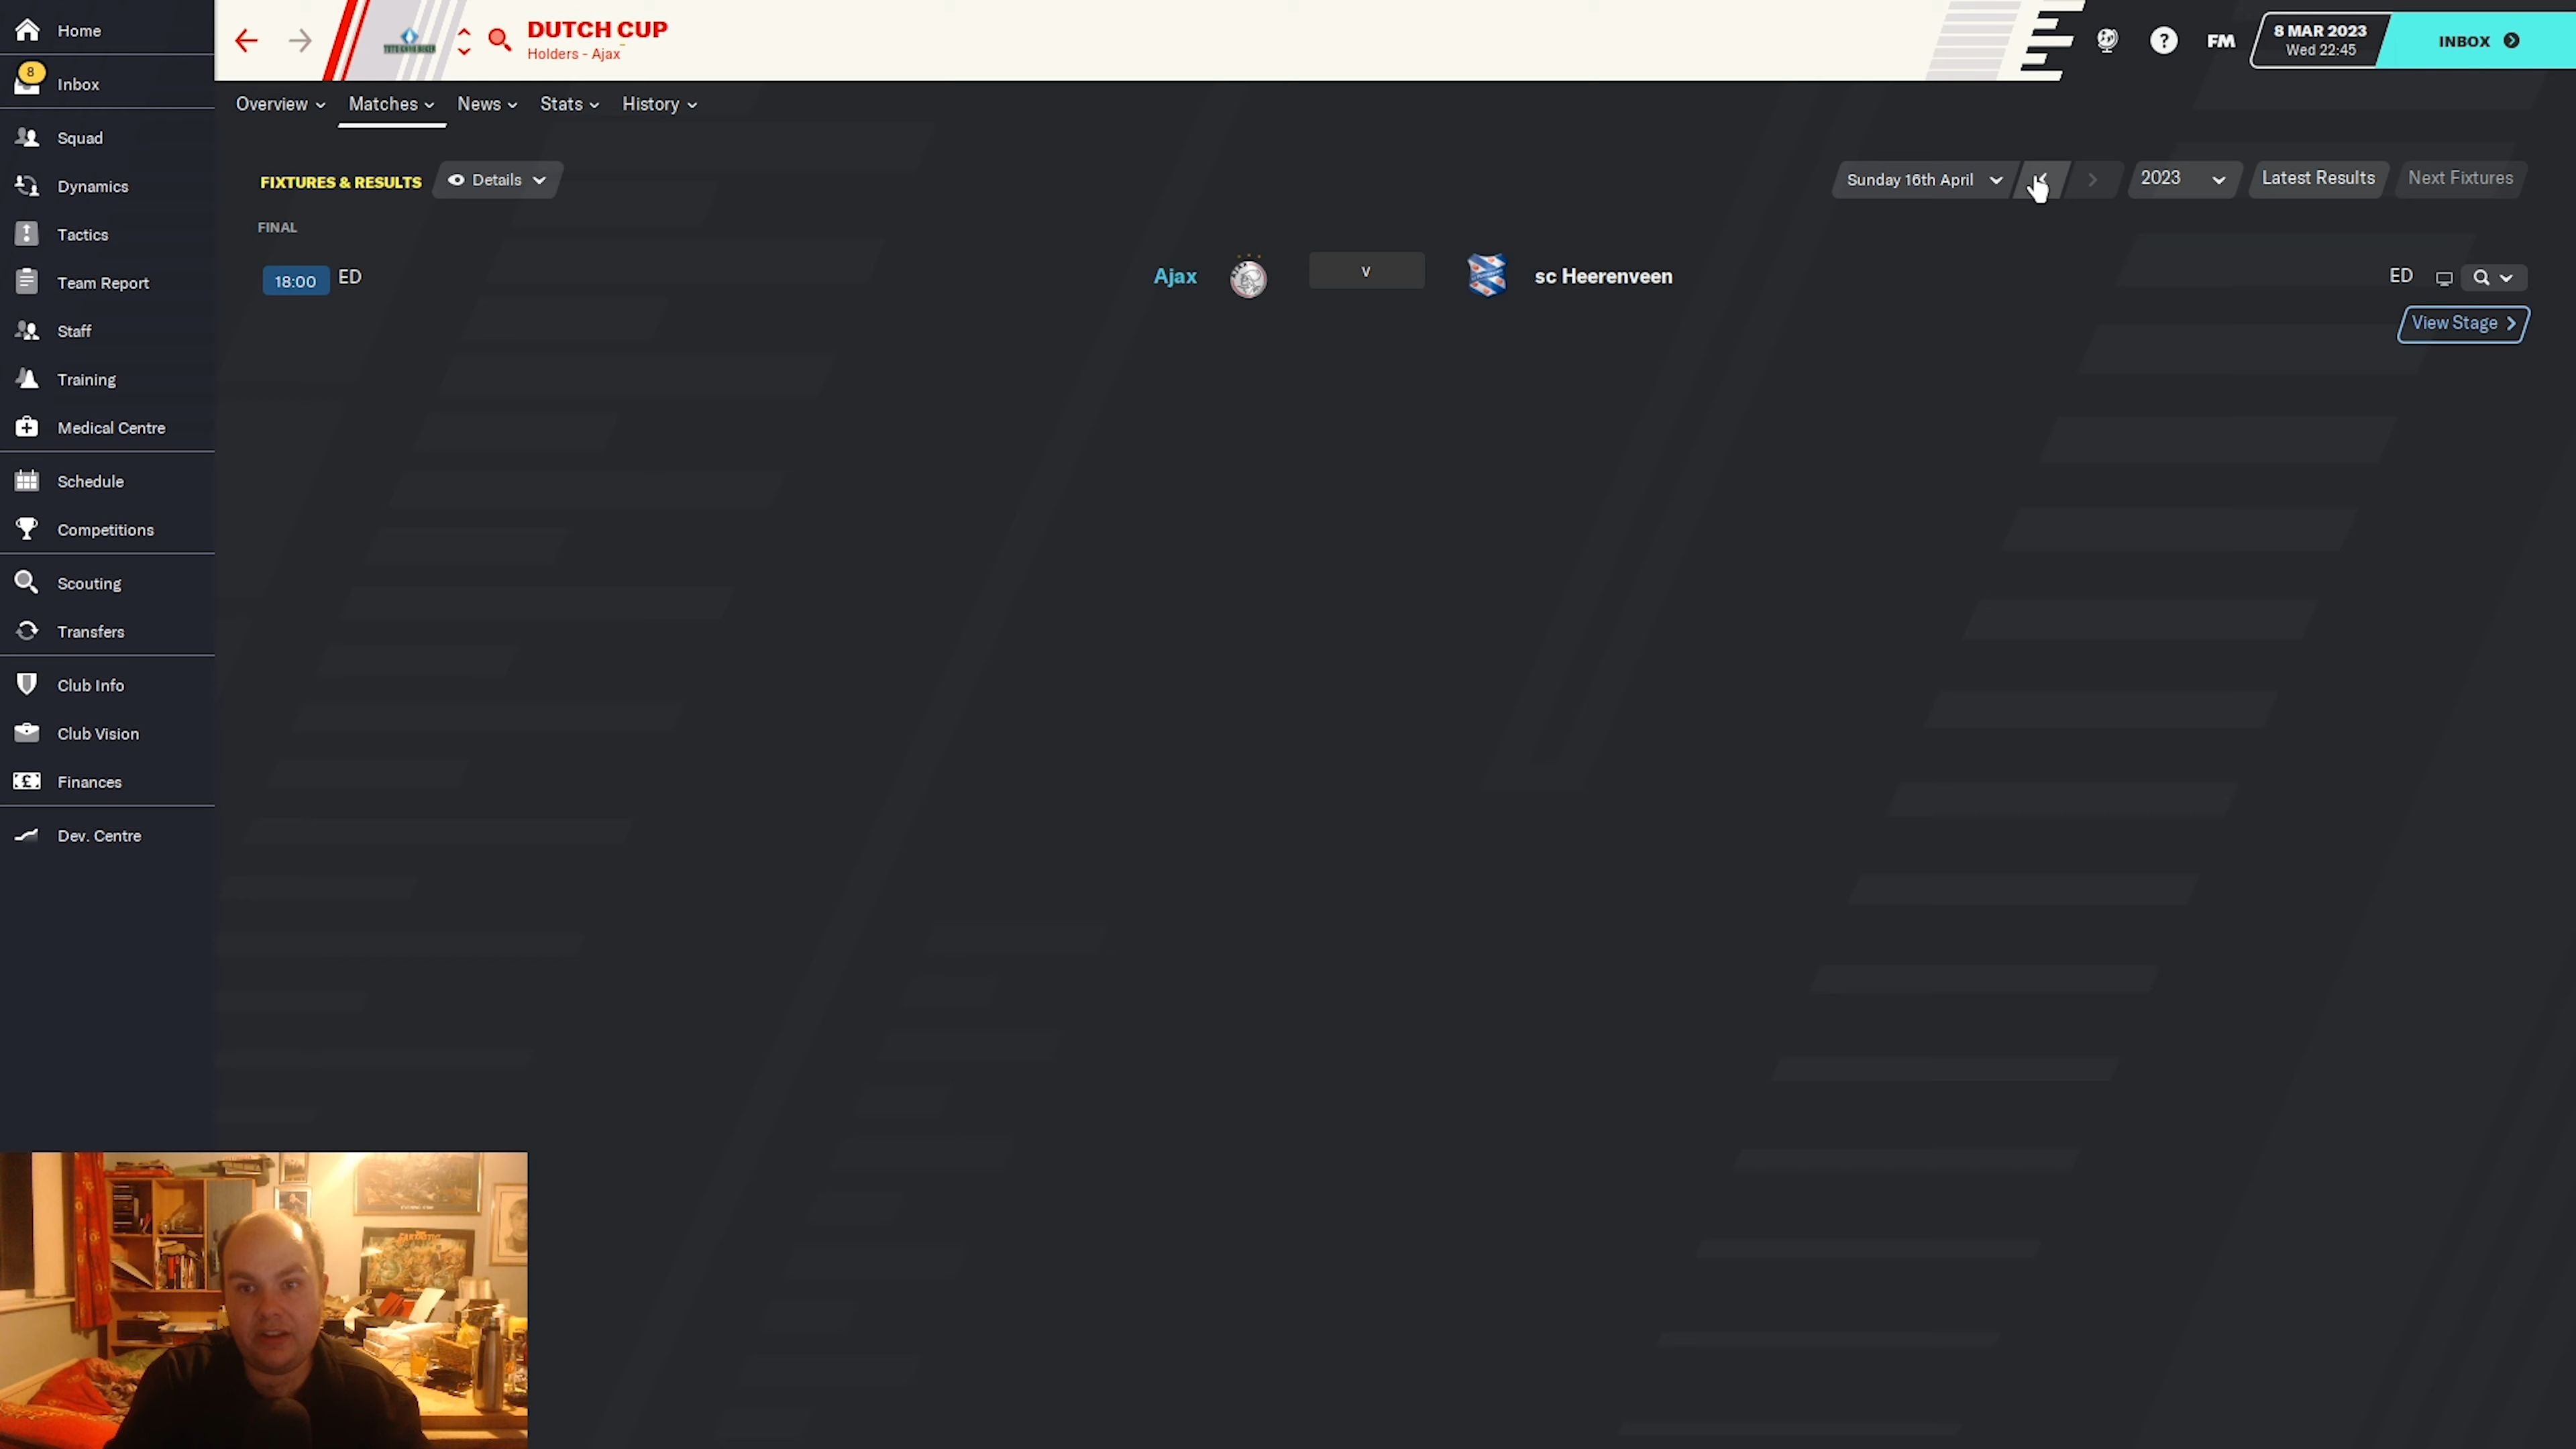 Home
8
Inbox
Squad
Dynamics
Tactics
Team Report
Staff
Training
Medical Centre
Schedule
Competitions
Scouting
Transfers
Club Info
Club Vision
Finances
Dev. Centre
DUTCH CUP
Holders - Ajax
?
FM
8 MAR 2023
Wed 22:45
INBOX
Overview
Matches
News
Stats
History
FIXTURES & RESULTS
Details
Sunday 16th April
2023
Latest Results
Next Fixtures
FINAL
18:00 ED
Ajax
v
sc Heerenveen
ED
View Stage